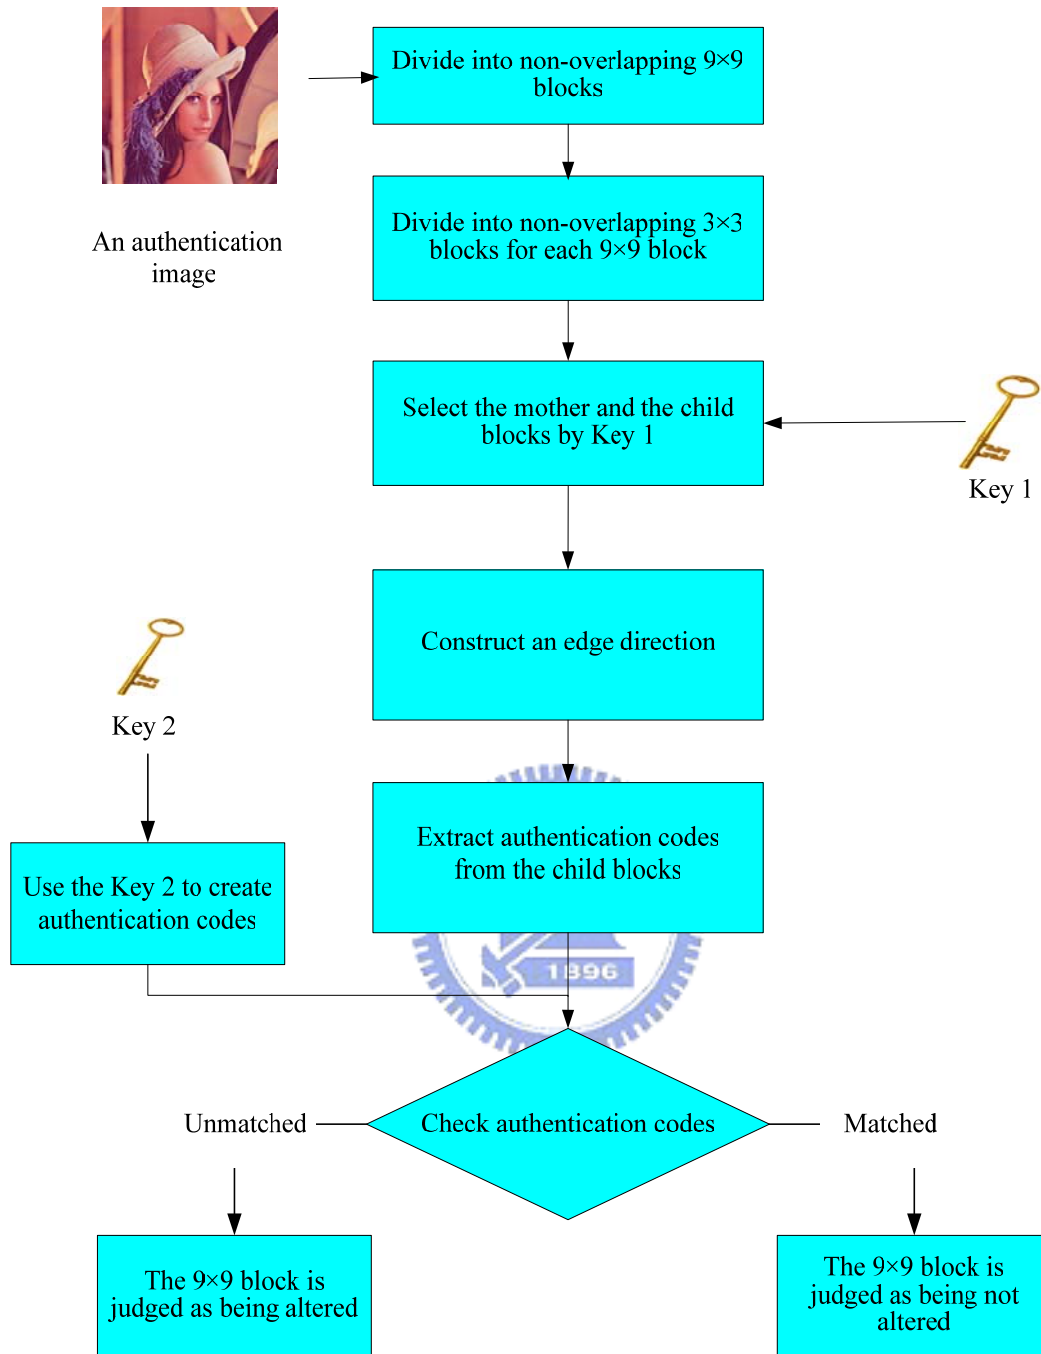 Divide into non-overlapping 9×9
blocks
An authentication
image
Divide into non-overlapping 3×3
blocks for each 9×9 block
Select the mother and the child
blocks by Key 1
Key 1
Construct an edge direction
Key 2
Use the Key 2 to create
authentication codes
Extract authentication codes
from the child blocks
1896
Unmatched
Check authentication codes
Matched
The 9×9 block is
judged as being altered
The 9×9 block is
judged as being not
altered